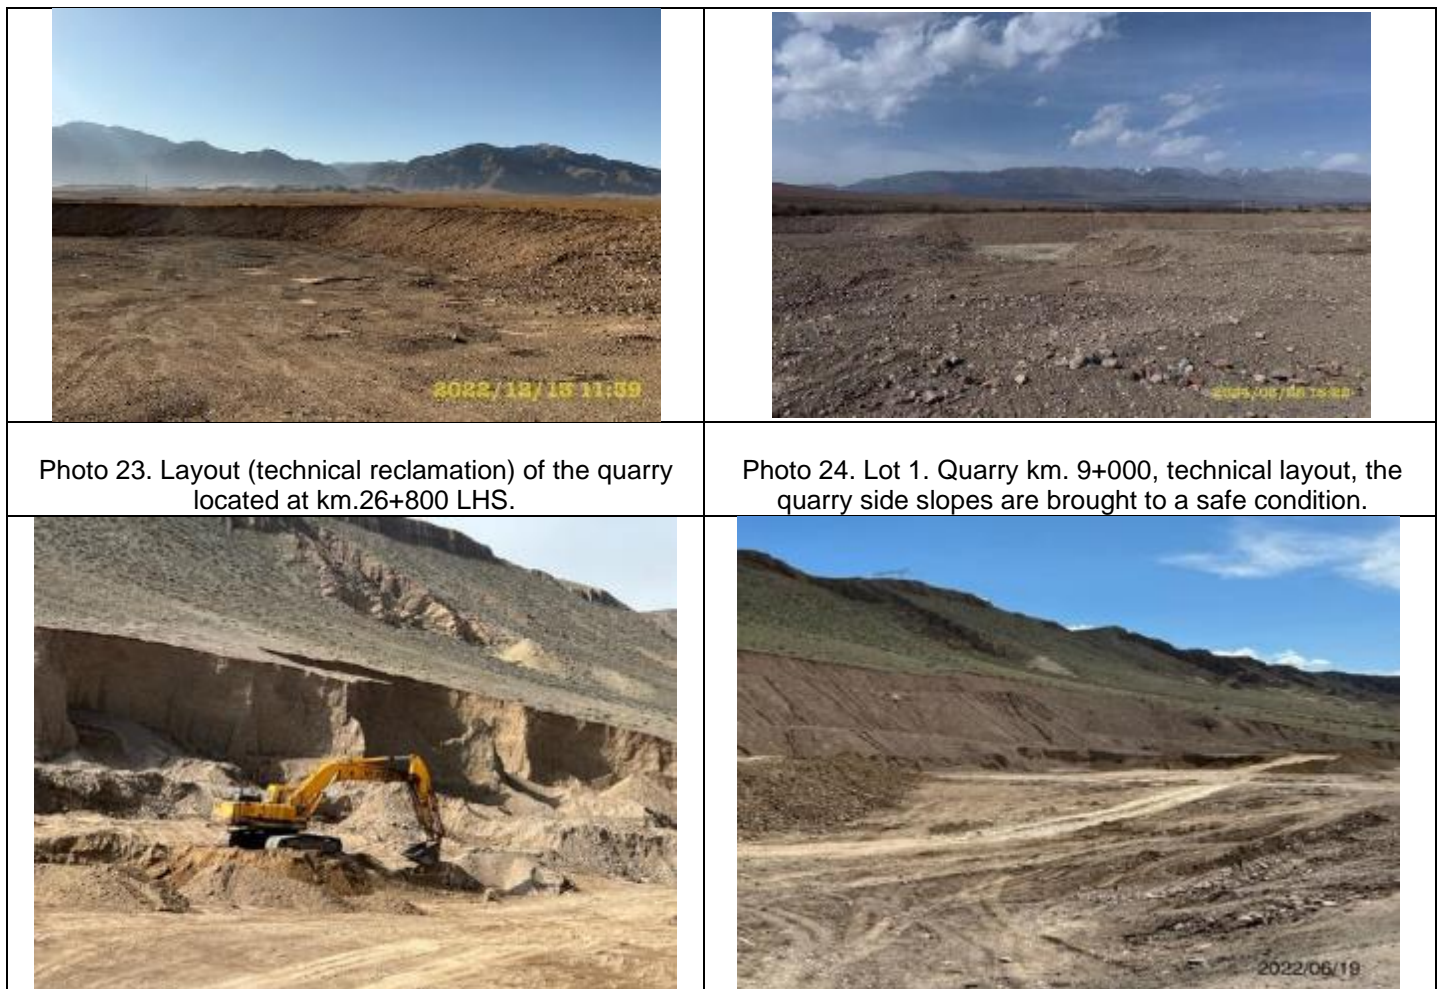 2022/12/13 11:39
Photo 23. Layout (technical reclamation) of the quarry
located at km.26+800 LHS.
Photo 24. Lot 1. Quarry km. 9+000, technical layout, the
quarry side slopes are brought to a safe condition.
2022/06/19